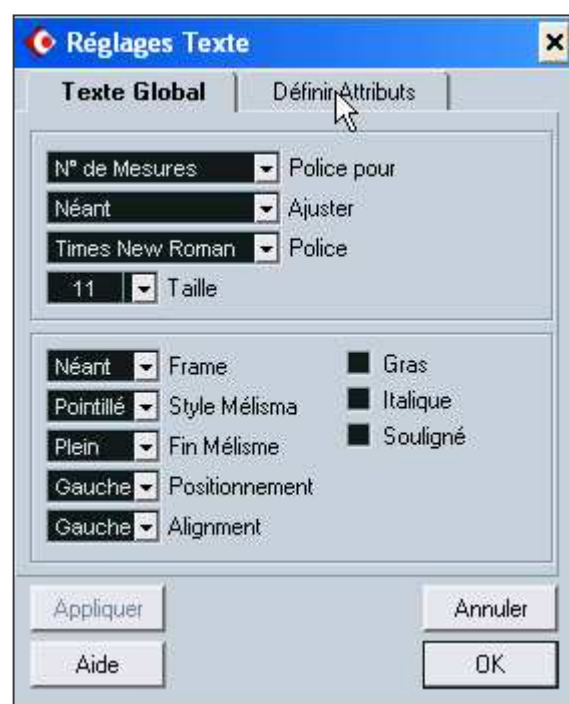 Réglages Texte
Texte Global Définir Attributs
N° de Mesures Police pour
Néant Ajuster
Times New Roman Police
11 Taille
Néant Frame Gras
Pointillé Style Mélisma Italique
Plein Fin Mélisme Souligné
Gauche Positionnement
Gauche Alignment
Appliquer Annuler
Aide OK